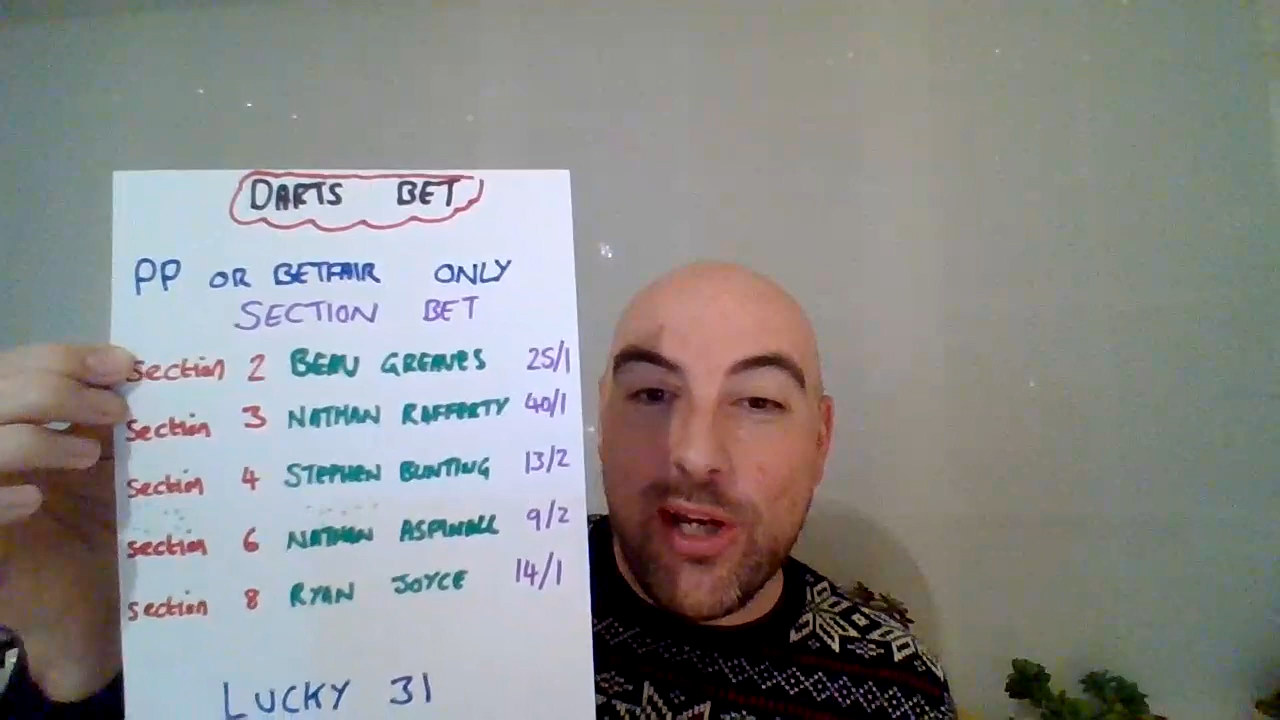 DARTS BET
PP OR BETFAIR ONLY
SECTION BET
Section 2 BEAU GREAVES 25/1
Section 3 NATHAN RAFFERTY 40/1
Section 4 STEPHEN BUNTING 13/2
Section 6 NATHAN ASPINALL 9/2
Section 8 RYAN JOYCE 14/1
LUCKY 31